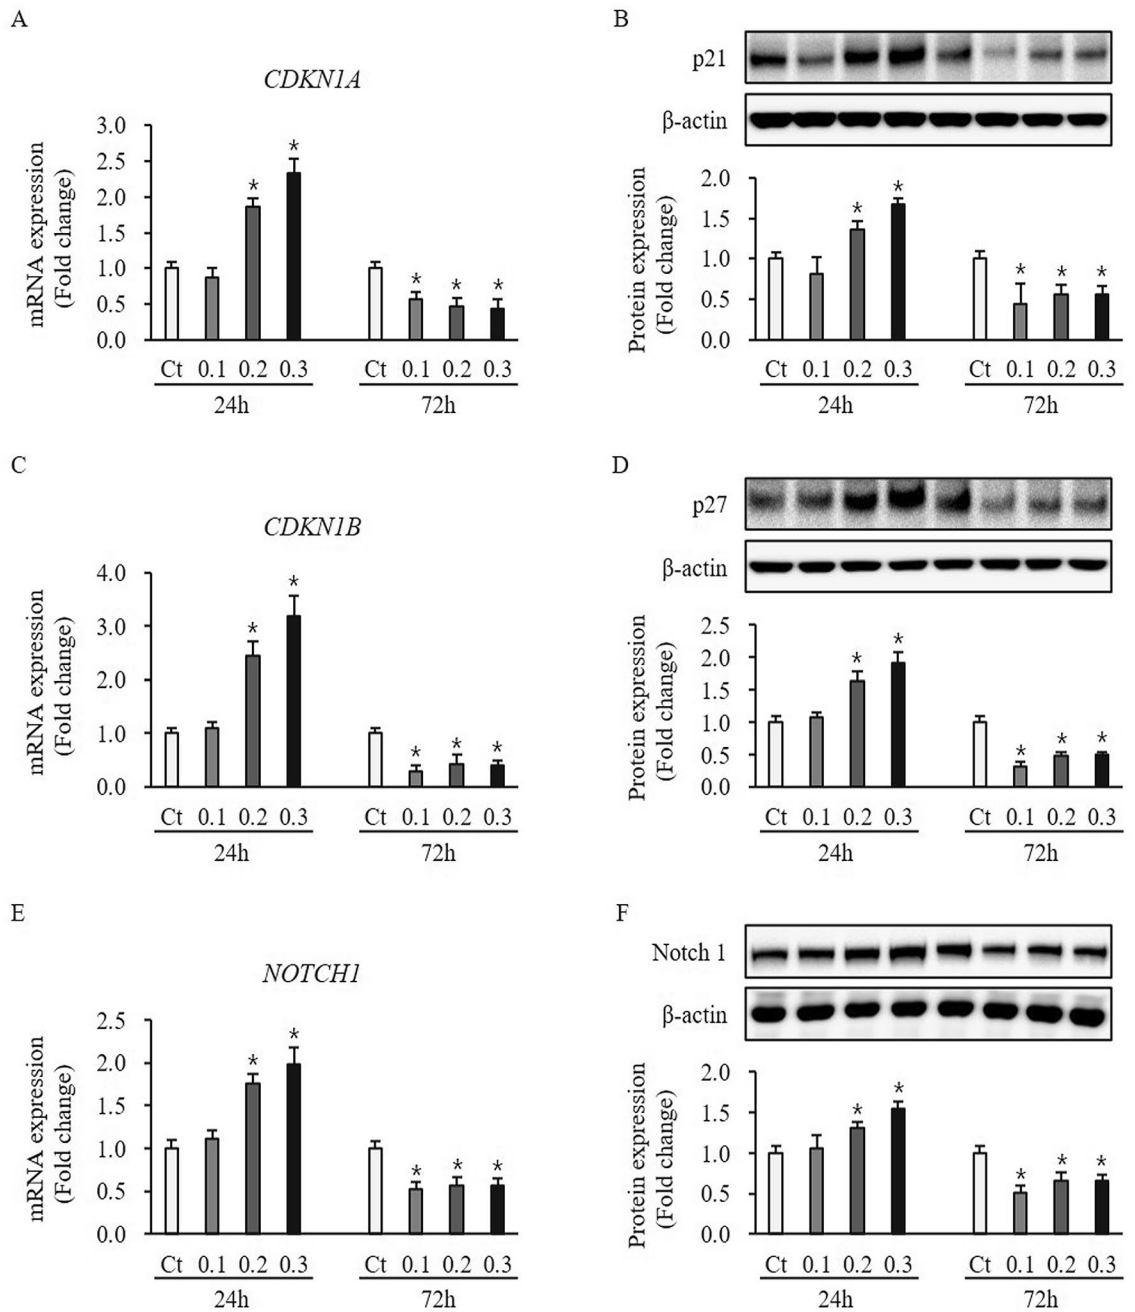 A
CDKN1A
mRNA expression
(Fold change)
3.0
2.5
2.0
1.5
1.0
0.5
0.0
Ct 0.1 0.2 0.3 Ct 0.1 0.2 0.3
* * * * *
24h 72h
B
p21
β-actin
Protein expression
(Fold change)
2.0
1.5
1.0
0.5
0.0
* * * * *
Ct 0.1 0.2 0.3 Ct 0.1 0.2 0.3
24h 72h
C
CDKN1B
mRNA expression
(Fold change)
4.0
3.0
2.0
1.0
0.0
* * * * *
Ct 0.1 0.2 0.3 Ct 0.1 0.2 0.3
24h 72h
D
p27
β-actin
Protein expression
(Fold change)
2.5
2.0
1.5
1.0
0.5
0.0
* * * * *
Ct 0.1 0.2 0.3 Ct 0.1 0.2 0.3
24h 72h
E
NOTCH1
mRNA expression
(Fold change)
2.5
2.0
1.5
1.0
0.5
0.0
* * * * *
Ct 0.1 0.2 0.3 Ct 0.1 0.2 0.3
24h 72h
F
Notch 1
β-actin
Protein expression
(Fold change)
2.0
1.5
1.0
0.5
0.0
* * * * *
Ct 0.1 0.2 0.3 Ct 0.1 0.2 0.3
24h 72h